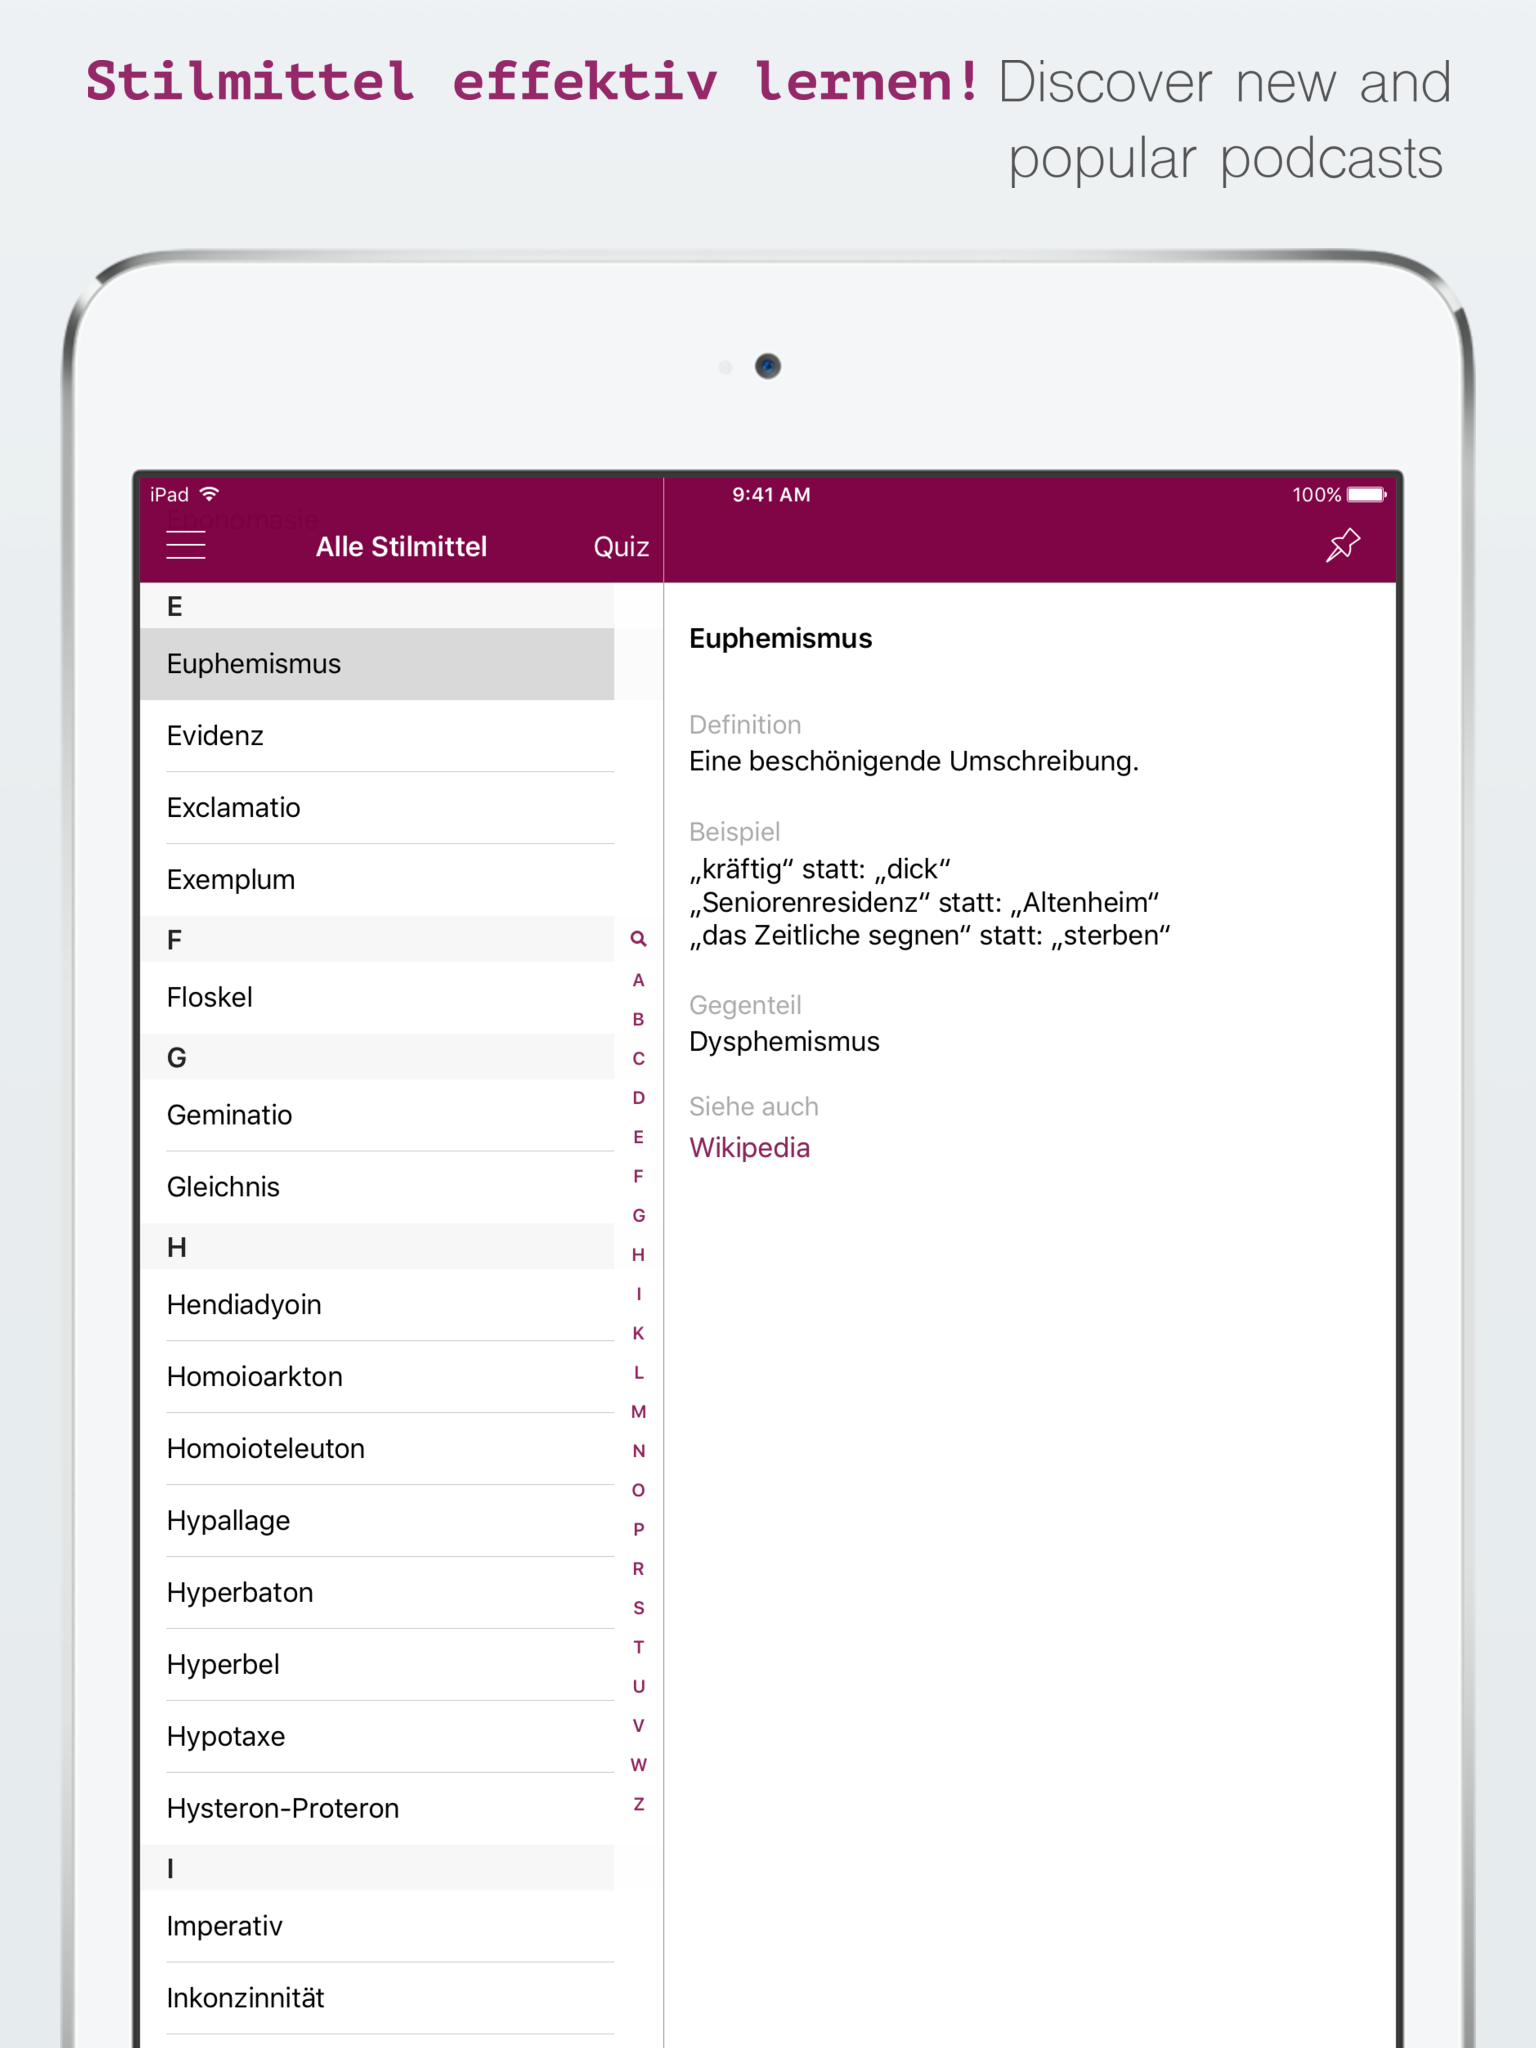 Stilmittel effektiv lernen! Discover new and
popular podcasts
iPad 9:41 AM 100%
Eponomasie
Alle Stilmittel Quiz
E
Euphemismus
Evidenz
Exclamatio
Exemplum
F
Floskel
G
Geminatio
Gleichnis
H
Hendiadyoin
Homoioarkton
Homoioteleuton
Hypallage
Hyperbaton
Hyperbel
Hypotaxe
Hysteron-Proteron
I
Imperativ
Inkonzinnität
A
B
C
D
E
F
G
H
I
K
L
M
N
O
P
R
S
T
U
V
W
Z
Euphemismus
Definition
Eine beschönigende Umschreibung.
Beispiel
„kräftig“ statt: „dick“
„Seniorenresidenz“ statt: „Altenheim“
„das Zeitliche segnen“ statt: „sterben“
Gegenteil
Dysphemismus
Siehe auch
Wikipedia